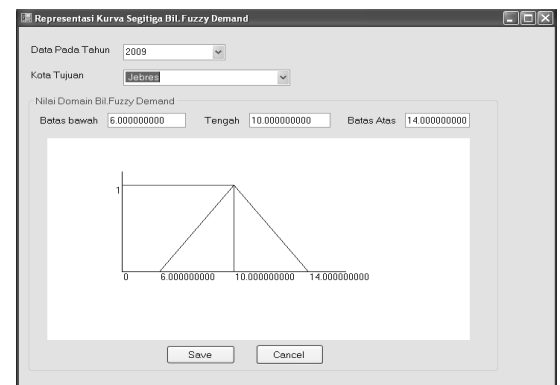 Representasi Kurva Segitiga Bil.Fuzzy Demand
Data Pada Tahun 2009
Kota Tujuan Jebres
Nilai Domain Bil.Fuzzy Demand
Batas bawah 6.000000000 Tengah 10.000000000 Batas Atas 14.000000000
1
0 6.000000000 10.000000000 14.000000000
Save Cancel